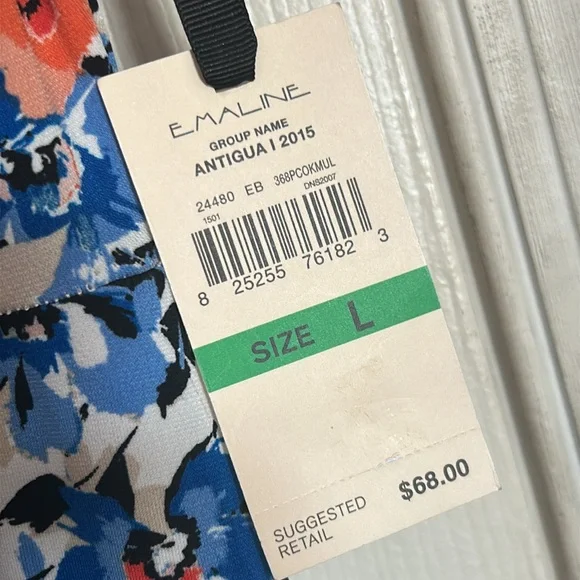 EMALINE
GROUP NAME
ANTIGUA I 2015
24480 EB 368PCOKMUL
1501 DNS2007
8 25255 76182 3
SIZE L
$68.00
SUGGESTED
RETAIL